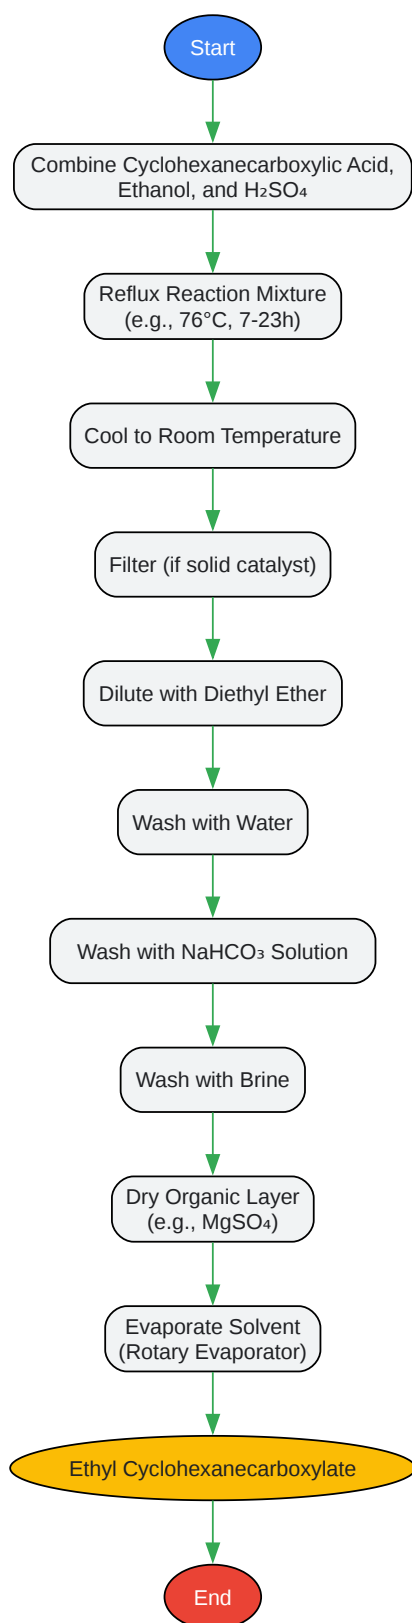 Start
Combine Cyclohexanecarboxylic Acid,
Ethanol, and H₂SO₄
Reflux Reaction Mixture
(e.g., 76°C, 7-23h)
Cool to Room Temperature
Filter (if solid catalyst)
Dilute with Diethyl Ether
Wash with Water
Wash with NaHCO₃ Solution
Wash with Brine
Dry Organic Layer
(e.g., MgSO₄)
Evaporate Solvent
(Rotary Evaporator)
Ethyl Cyclohexanecarboxylate
End